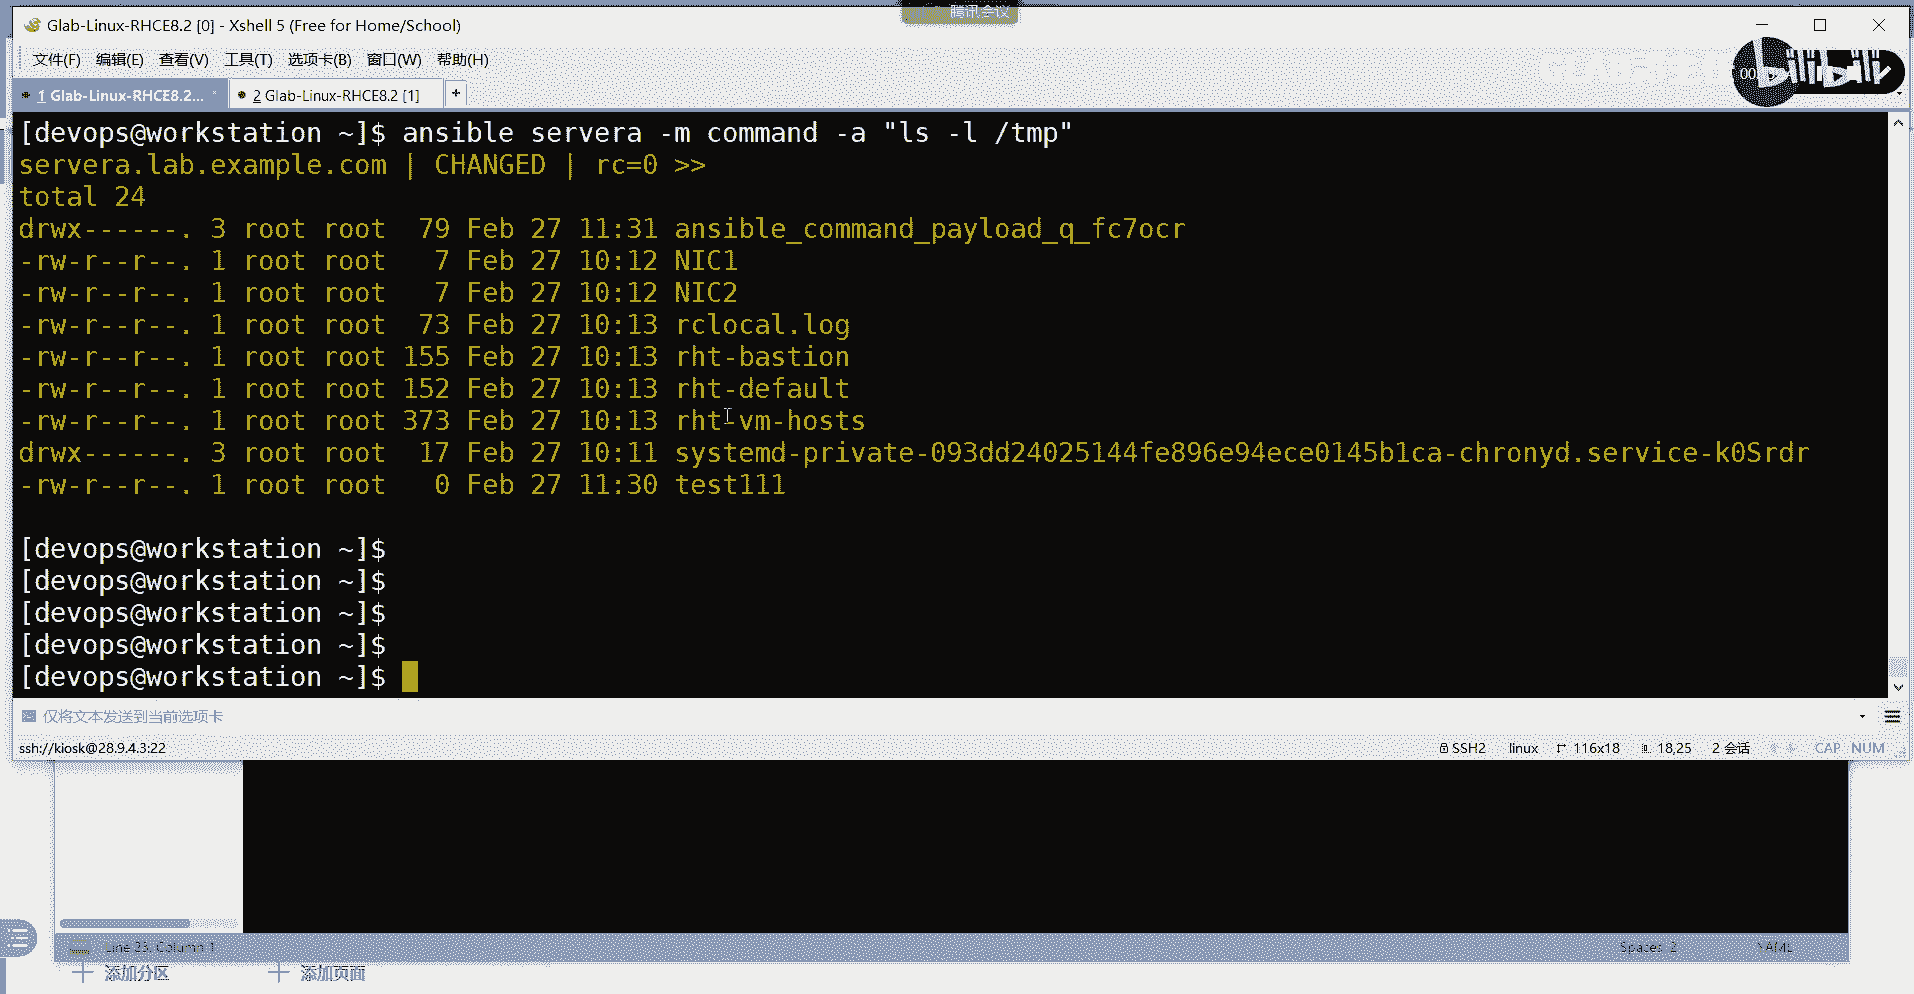 腾讯会议
Glab-Linux-RHCE8.2 [0] - Xshell 5 (Free for Home/School)
文件(F) 编辑(E) 查看(V) 工具(T) 选项卡(B) 窗口(W) 帮助(H)
bilibili
1 Glab-Linux-RHCE8.2... 2 Glab-Linux-RHCE8.2 [1] +
[devops@workstation ~]$ ansible servera -m command -a "ls -l /tmp"
servera.lab.example.com | CHANGED | rc=0 >>
total 24
drwx------. 3 root root  79 Feb 27 11:31 ansible_command_payload_q_fc7ocr
-rw-r--r--. 1 root root   7 Feb 27 10:12 NIC1
-rw-r--r--. 1 root root   7 Feb 27 10:12 NIC2
-rw-r--r--. 1 root root  73 Feb 27 10:13 rclocal.log
-rw-r--r--. 1 root root 155 Feb 27 10:13 rht-bastion
-rw-r--r--. 1 root root 152 Feb 27 10:13 rht-default
-rw-r--r--. 1 root root 373 Feb 27 10:13 rht-vm-hosts
drwx------. 3 root root  17 Feb 27 10:11 systemd-private-093dd24025144fe896e94ece0145b1ca-chronyd.service-k0Srdr
-rw-r--r--. 1 root root   0 Feb 27 11:30 test111
[devops@workstation ~]$
[devops@workstation ~]$
[devops@workstation ~]$
[devops@workstation ~]$
[devops@workstation ~]$
仅将文本发送到当前选项卡
ssh://kiosk@28.9.4.3:22 SSH2 linux 116x18 18,25 2 会话 CAP NUM
Line 23, Column 1 Spaces: 2 YAML
添加分区 添加页面